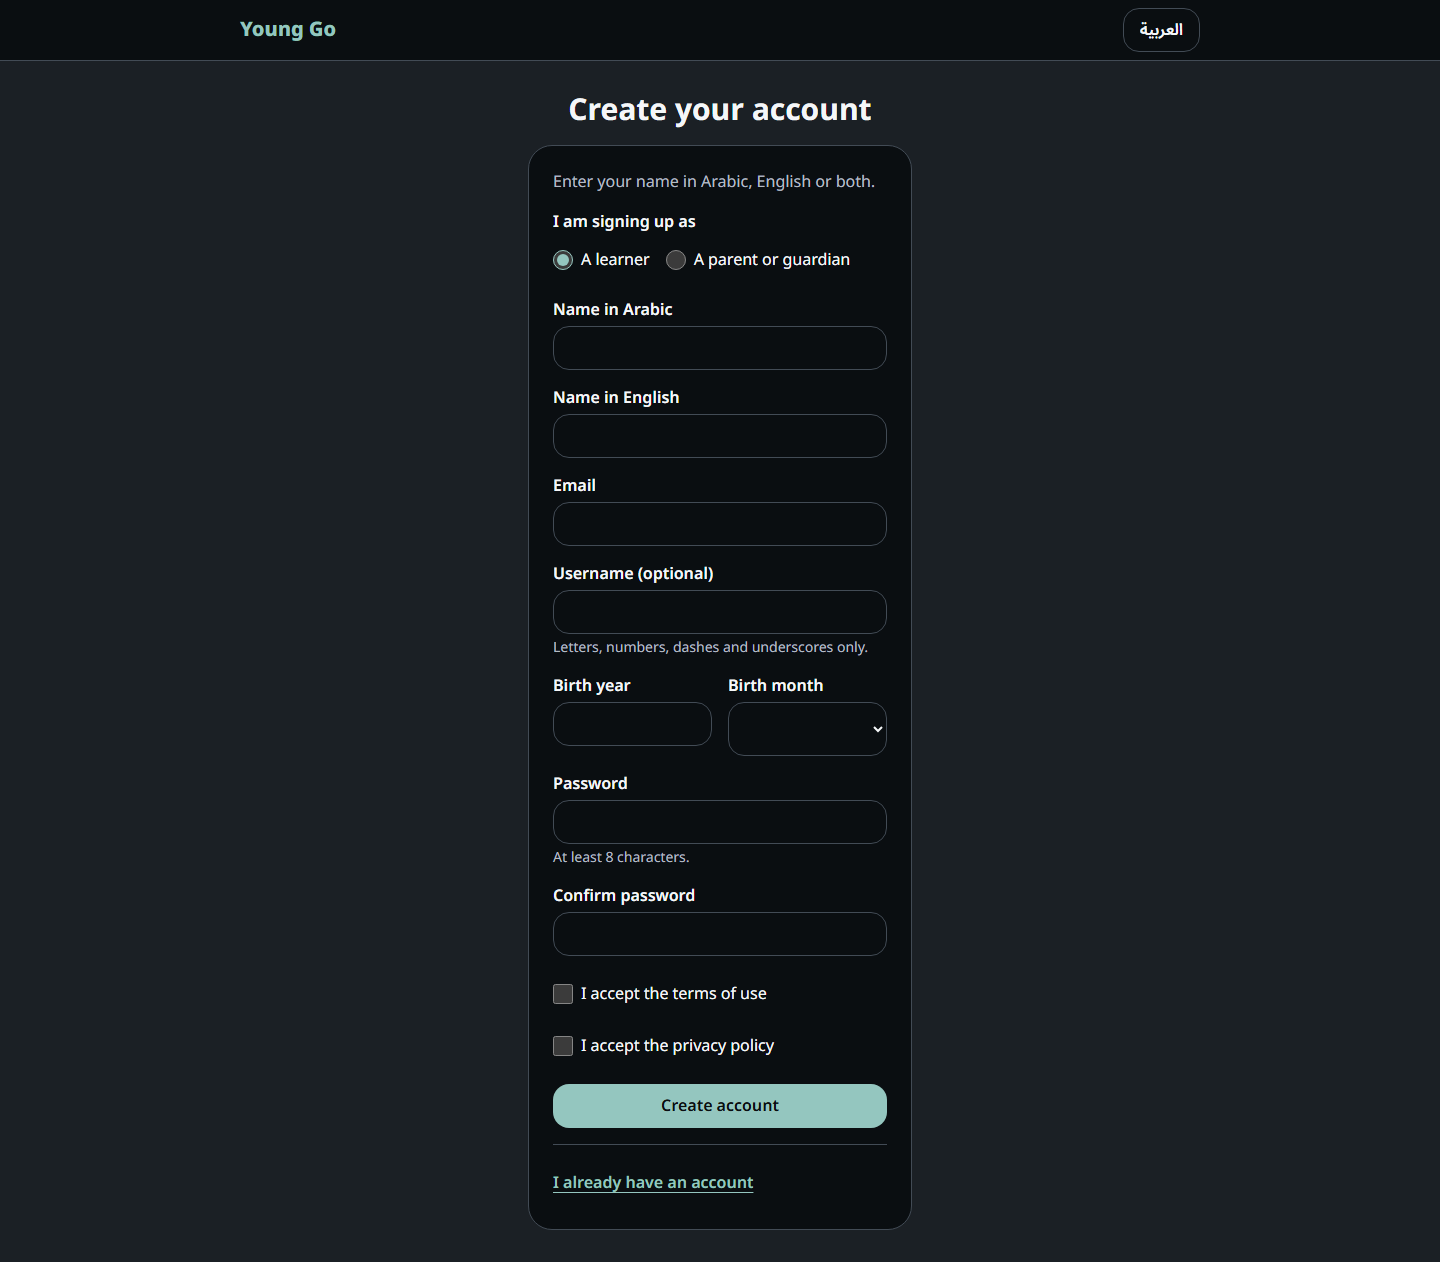 Young Go
العربية
Create your account
Enter your name in Arabic, English or both.
I am signing up as
A learner
A parent or guardian
Name in Arabic
Name in English
Email
Username (optional)
Letters, numbers, dashes and underscores only.
Birth year
Birth month
Password
At least 8 characters.
Confirm password
I accept the terms of use
I accept the privacy policy
Create account
I already have an account